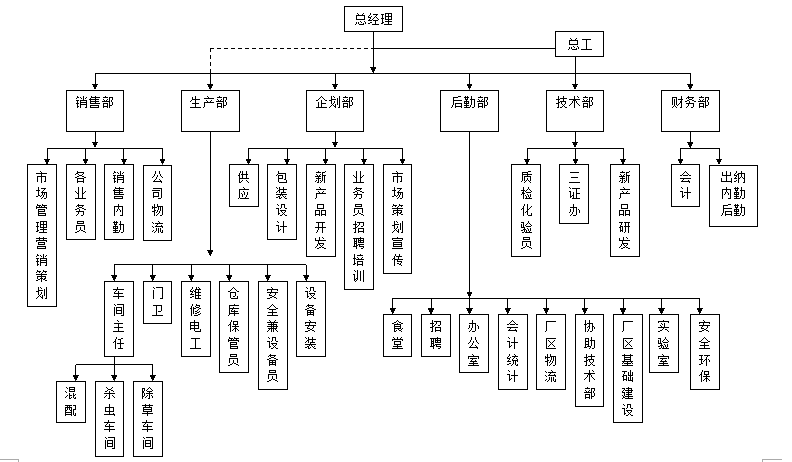 总经理
总工
销售部
生产部
企划部
后勤部
技术部
财务部
市场管理营销策划
各业务员
销售内勤
公司物流
供应
包装设计
新产品开发
业务员招聘培训
市场策划宣传
质检化验员
三证办
新产品研发
会计
出纳
内勤
后勤
车间主任
门卫
维修电工
仓库保管员
安全兼设备员
设备安装
食堂
招聘
办公室
会计统计
厂区物流
协助技术部
厂区基础建设
实验室
安全环保
混配
杀虫车间
除草车间